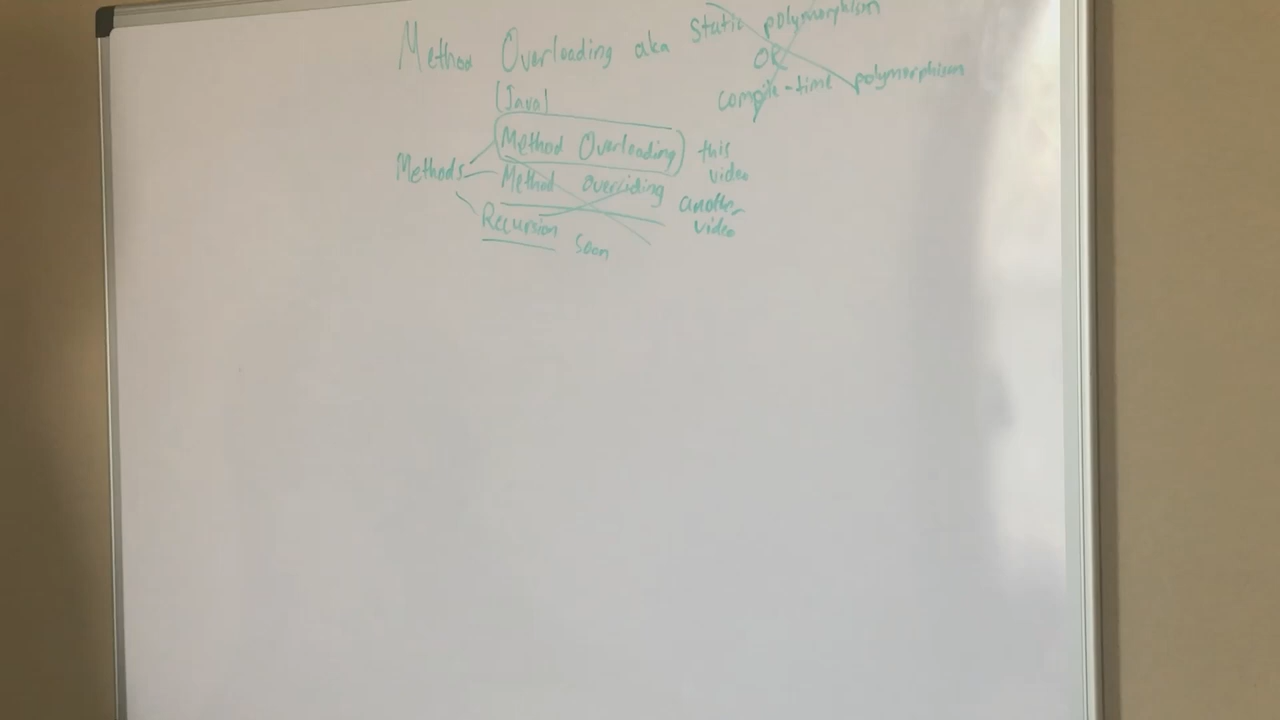 Method Overloading aka static polymorphism
OR
compile-time polymorphism
(Java)
Method Overloading this video
Methods
Method overriding another video
Recursion soon